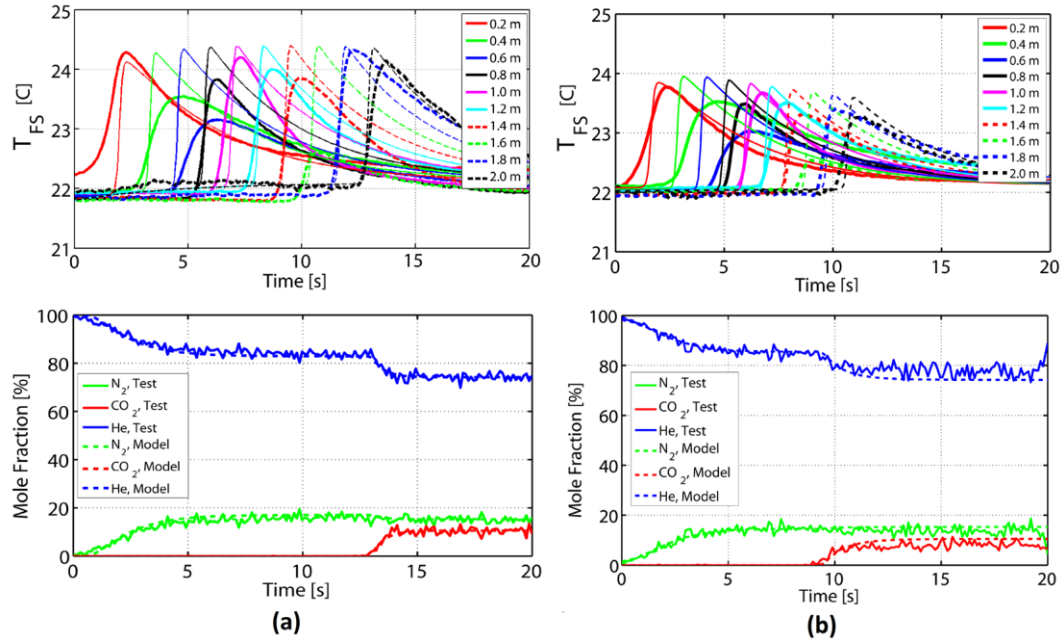 25
24
23
22
21
T FS [C]
0 5 10 15 20
Time [s]
0.2 m
0.4 m
0.6 m
0.8 m
1.0 m
1.2 m
1.4 m
1.6 m
1.8 m
2.0 m
25
24
23
22
21
T FS [C]
0 5 10 15 20
Time [s]
0.2 m
0.4 m
0.6 m
0.8 m
1.0 m
1.2 m
1.4 m
1.6 m
1.8 m
2.0 m
100
80
60
40
20
0
Mole Fraction [%]
N2, Test
CO2, Test
He, Test
N2, Model
CO2, Model
He, Model
0 5 10 15 20
Time [s]
(a)
100
80
60
40
20
0
Mole Fraction [%]
N2, Test
CO2, Test
He, Test
N2, Model
CO2, Model
He, Model
0 5 10 15 20
Time [s]
(b)